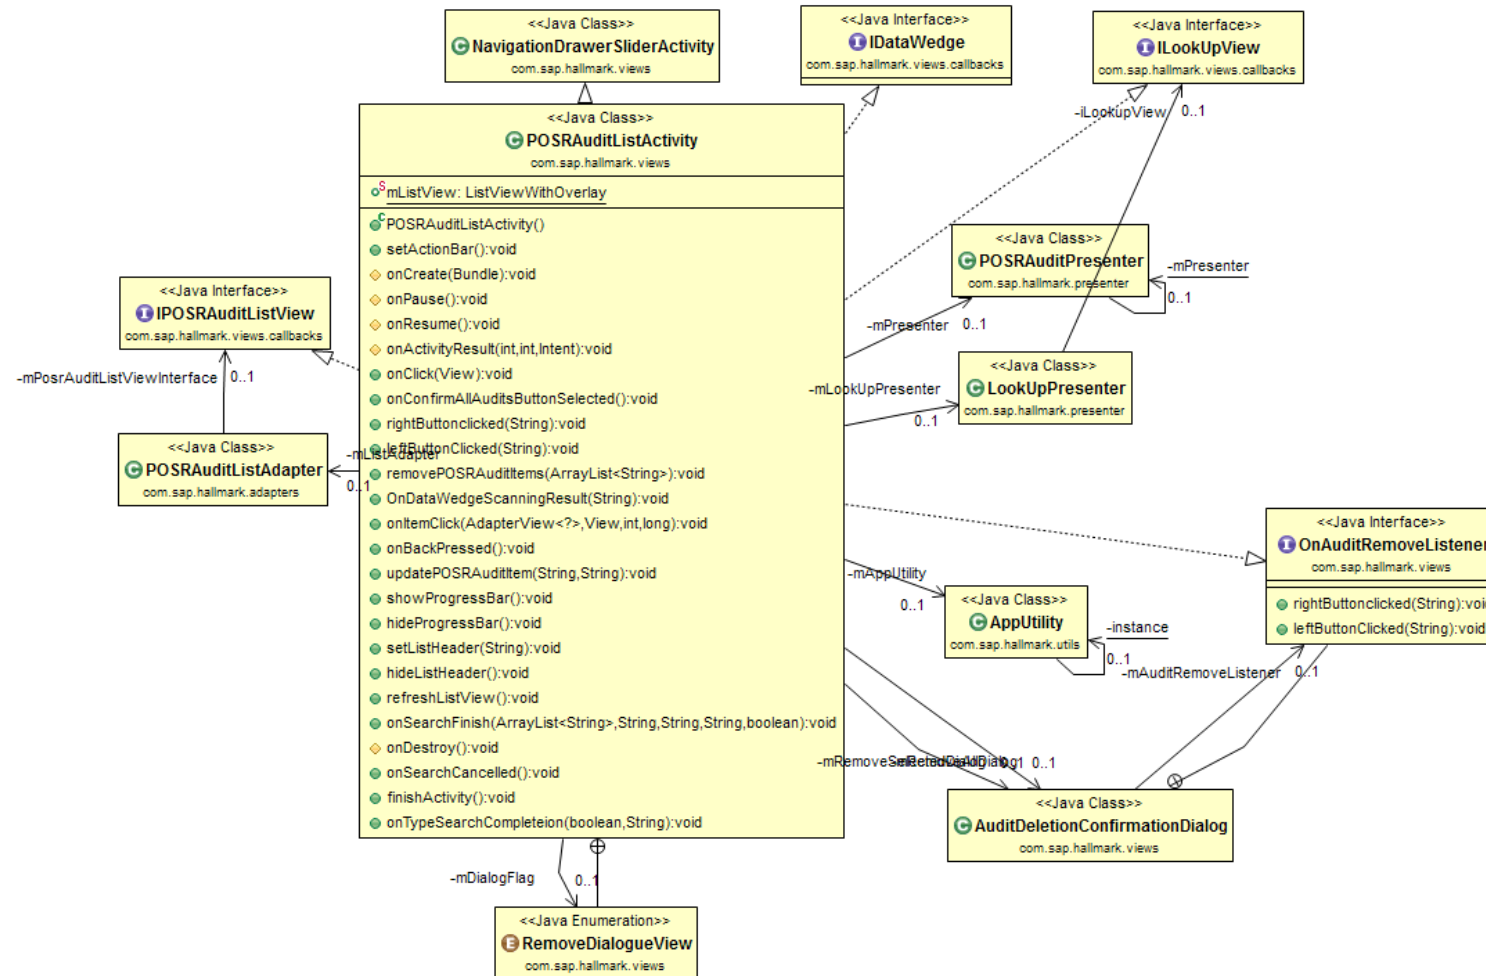 <<Java Class>>
NavigationDrawerSliderActivity
com.sap.hallmark.views
<<Java Interface>>
IDataWedge
com.sap.hallmark.views.callbacks
<<Java Interface>>
ILookUpView
com.sap.hallmark.views.callbacks
-iLookupView
0..1
<<Java Class>>
POSRAuditListActivity
com.sap.hallmark.views
mListView: ListViewWithOverlay
POSRAuditListActivity()
setActionBar():void
onCreate(Bundle):void
onPause():void
onResume():void
onActivityResult(int,int,Intent):void
onClick(View):void
onConfirmAllAuditsButtonSelected():void
rightButtonclicked(String):void
leftButtonClicked(String):void
removePOSRAuditItems(ArrayList<String>):void
OnDataWedgeScanningResult(String):void
onItemClick(AdapterView<?>,View,int,long):void
onBackPressed():void
updatePOSRAuditItem(String,String):void
showProgressBar():void
hideProgressBar():void
setListHeader(String):void
hideListHeader():void
refreshListView():void
onSearchFinish(ArrayList<String>,String,String,String,boolean):void
onDestroy():void
onSearchCancelled():void
finishActivity():void
onTypeSearchCompleteion(boolean,String):void
<<Java Interface>>
IPOSRAuditListView
com.sap.hallmark.views.callbacks
-mPosrAuditListViewInterface
0..1
<<Java Class>>
POSRAuditListAdapter
com.sap.hallmark.adapters
-mListAdapter
0..1
<<Java Class>>
POSRAuditPresenter
com.sap.hallmark.presenter
-mPresenter
0..1
-mPresenter
0..1
<<Java Class>>
LookUpPresenter
com.sap.hallmark.presenter
-mLookUpPresenter
0..1
<<Java Interface>>
OnAuditRemoveListener
com.sap.hallmark.views
rightButtonclicked(String):voi
leftButtonClicked(String):void
-mAppUtility
0..1
<<Java Class>>
AppUtility
com.sap.hallmark.utils
-instance
0..1
-mAuditRemoveListener
0..1
0..1
<<Java Class>>
AuditDeletionConfirmationDialog
com.sap.hallmark.views
-mDialogFlag
0..1
<<Java Enumeration>>
RemoveDialogueView
com.sap.hallmark.views